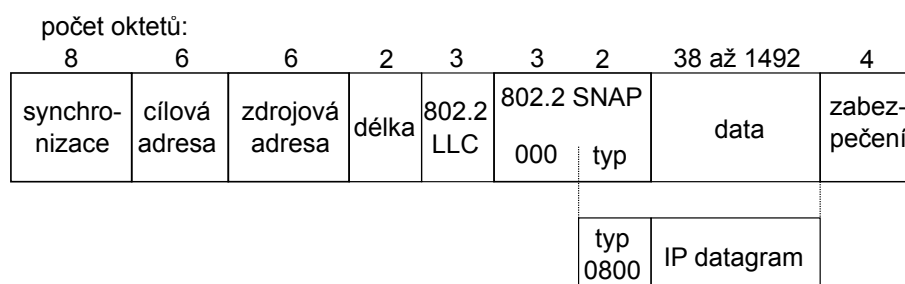 počet oktetů:
8 6 6 2 3 3 2 38 až 1492 4
synchro-
nizace
cílová
adresa
zdrojová
adresa
délka
802.2
LLC
802.2 SNAP
000 typ
data
zabez-
pečení
typ
0800
IP datagram